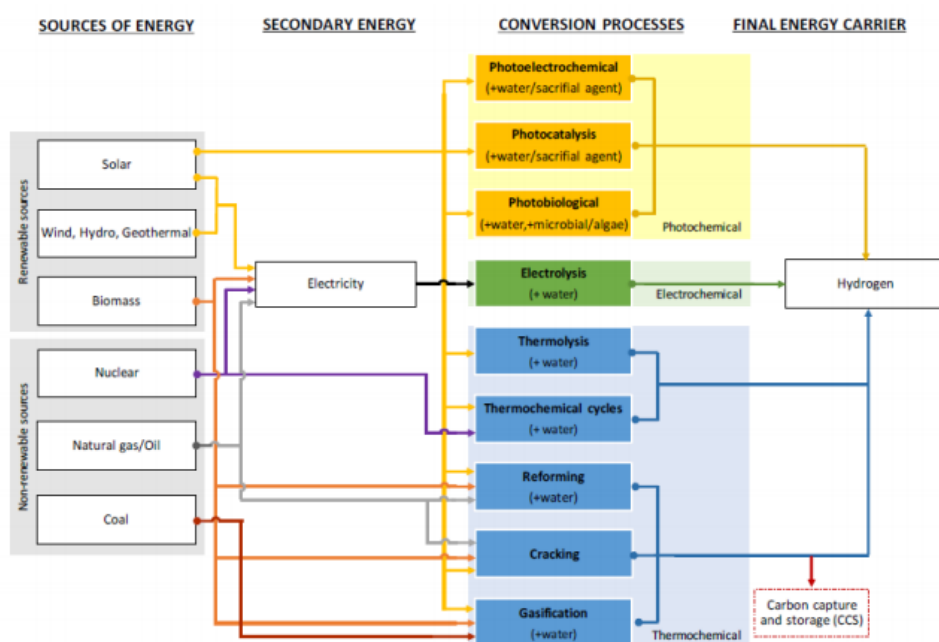 SOURCES OF ENERGY
SECONDARY ENERGY
CONVERSION PROCESSES
FINAL ENERGY CARRIER
Renewable sources
Solar
Wind, Hydro, Geothermal
Biomass
Non-renewable sources
Nuclear
Natural gas/Oil
Coal
Electricity
Photoelectrochemical
(+water/sacrifial agent)
Photocatalysis
(+water/sacrifial agent)
Photobiological
(+water,+microbial/algae)
Photochemical
Electrolysis
(+ water)
Electrochemical
Thermolysis
(+ water)
Thermochemical cycles
(+ water)
Reforming
(+water)
Cracking
Gasification
(+water)
Thermochemical
Hydrogen
Carbon capture
and storage (CCS)